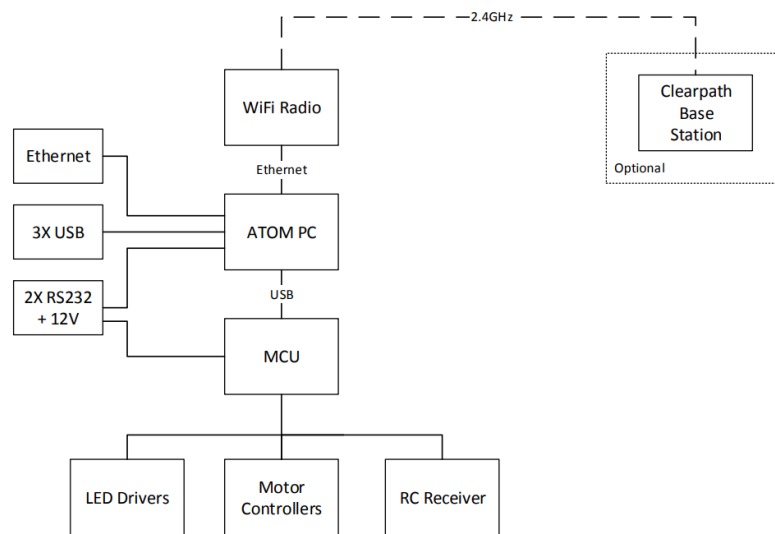 2.4GHz
WiFi Radio
Clearpath
Base
Station
Optional
Ethernet
Ethernet
3X USB
ATOM PC
2X RS232
+ 12V
USB
MCU
LED Drivers
Motor
Controllers
RC Receiver